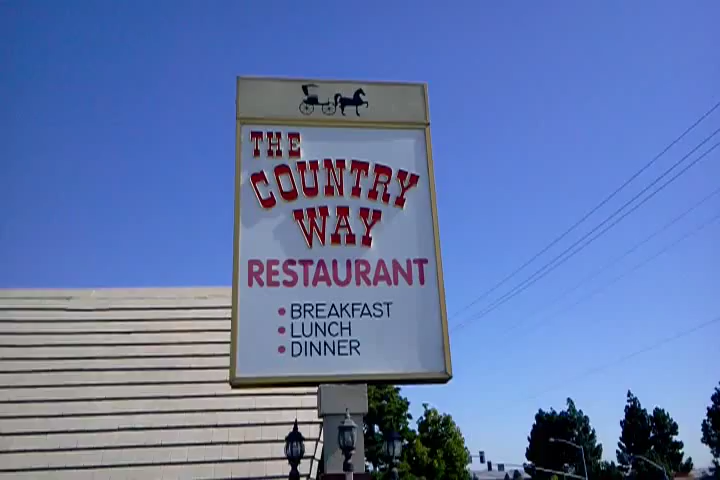 THE
COUNTRY
WAY
RESTAURANT
• BREAKFAST
• LUNCH
• DINNER